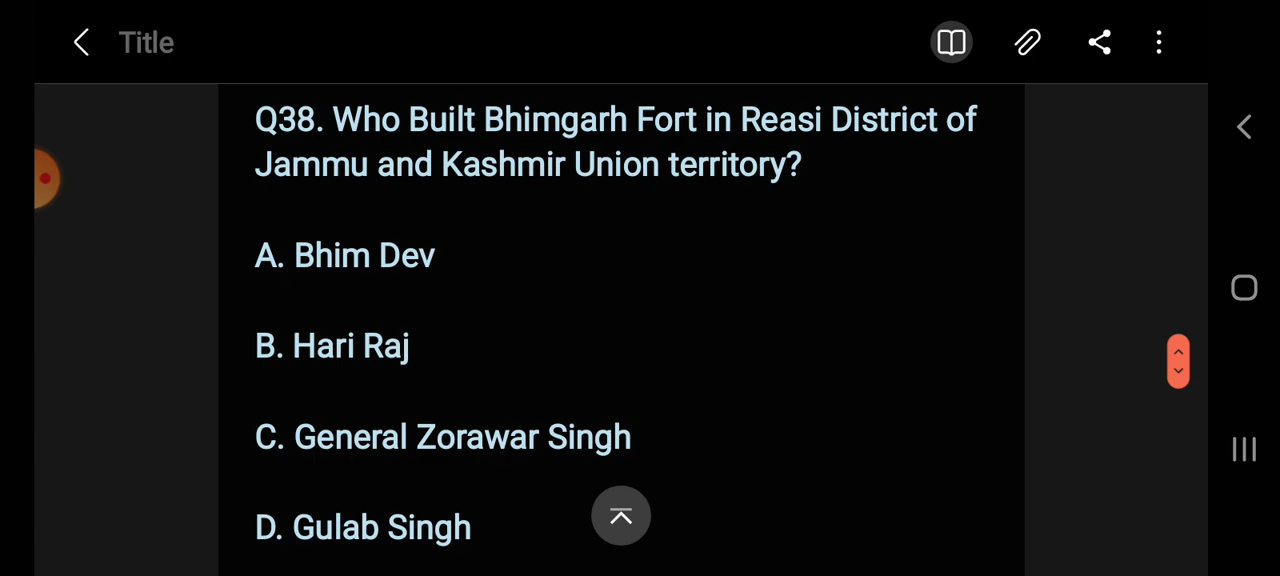 Title
Q38. Who Built Bhimgarh Fort in Reasi District of
Jammu and Kashmir Union territory?
A. Bhim Dev
B. Hari Raj
C. General Zorawar Singh
D. Gulab Singh